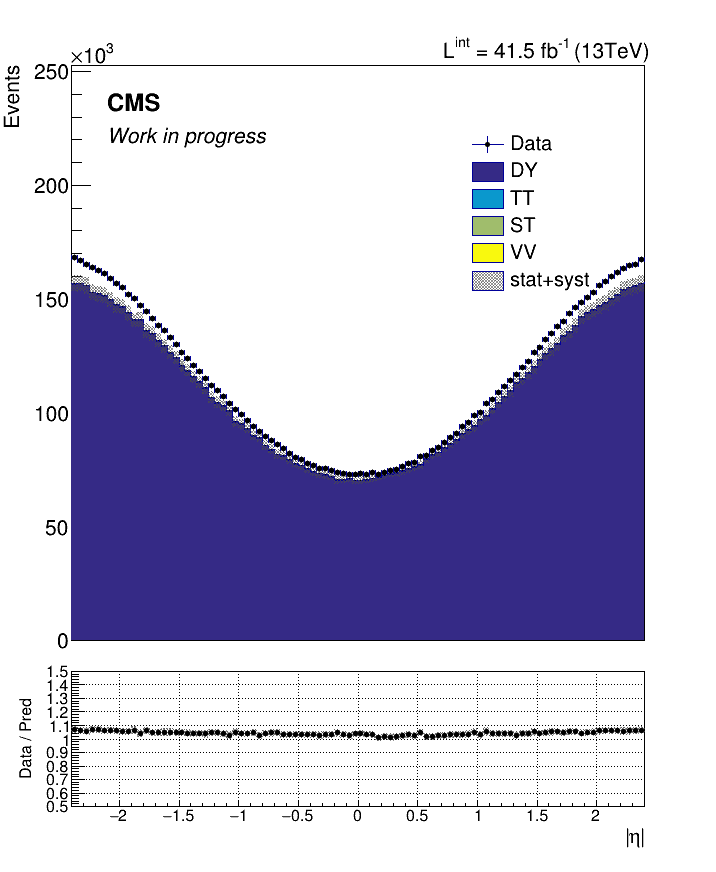 ×10³
L^int = 41.5 fb⁻¹ (13TeV)
Events
250
200
150
100
50
0
CMS
Work in progress
Data
DY
TT
ST
VV
stat+syst
Data / Pred
1.5
1.4
1.3
1.2
1.1
1
0.9
0.8
0.7
0.6
0.5
−2 −1.5 −1 −0.5 0 0.5 1 1.5 2
|η|